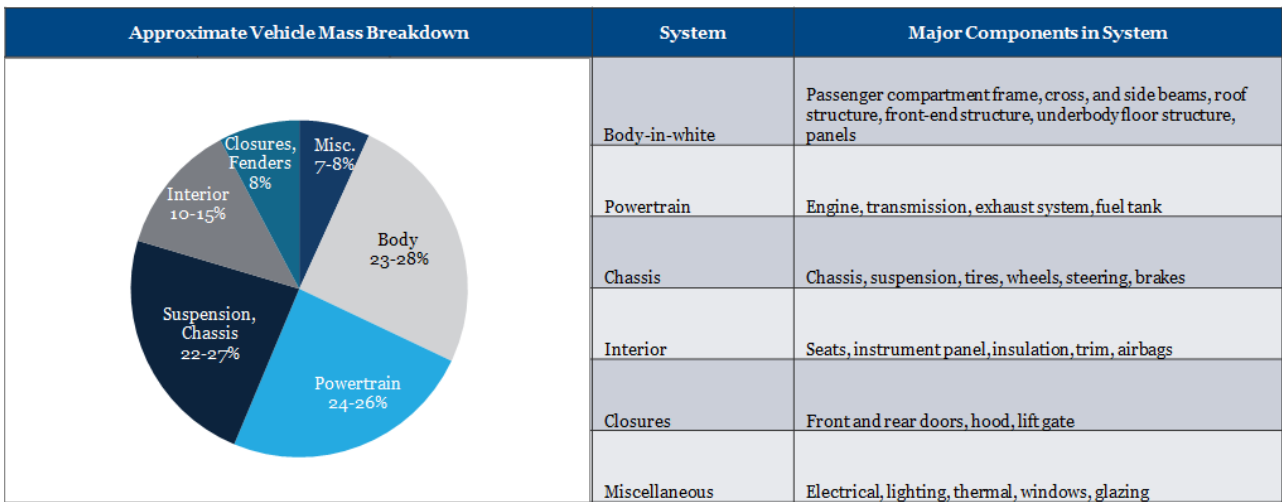 Approximate Vehicle Mass Breakdown
System
Major Components in System
Closures,
Fenders
8%
Misc.
7-8%
Interior
10-15%
Body
23-28%
Suspension,
Chassis
22-27%
Powertrain
24-26%
Body-in-white
Passenger compartment frame, cross, and side beams, roof
structure, front-end structure, underbody floor structure,
panels
Powertrain
Engine, transmission, exhaust system, fuel tank
Chassis
Chassis, suspension, tires, wheels, steering, brakes
Interior
Seats, instrument panel, insulation, trim, airbags
Closures
Front and rear doors, hood, lift gate
Miscellaneous
Electrical, lighting, thermal, windows, glazing